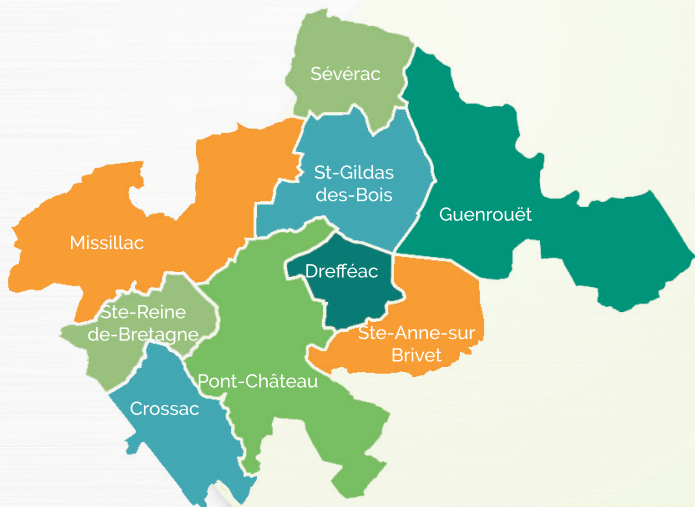 Sévérac
St-Gildas
des-Bois
Guenrouët
Missillac
Drefféac
Ste-Reine
de-Bretagne
Ste-Anne-sur
Brivet
Pont-Château
Crossac